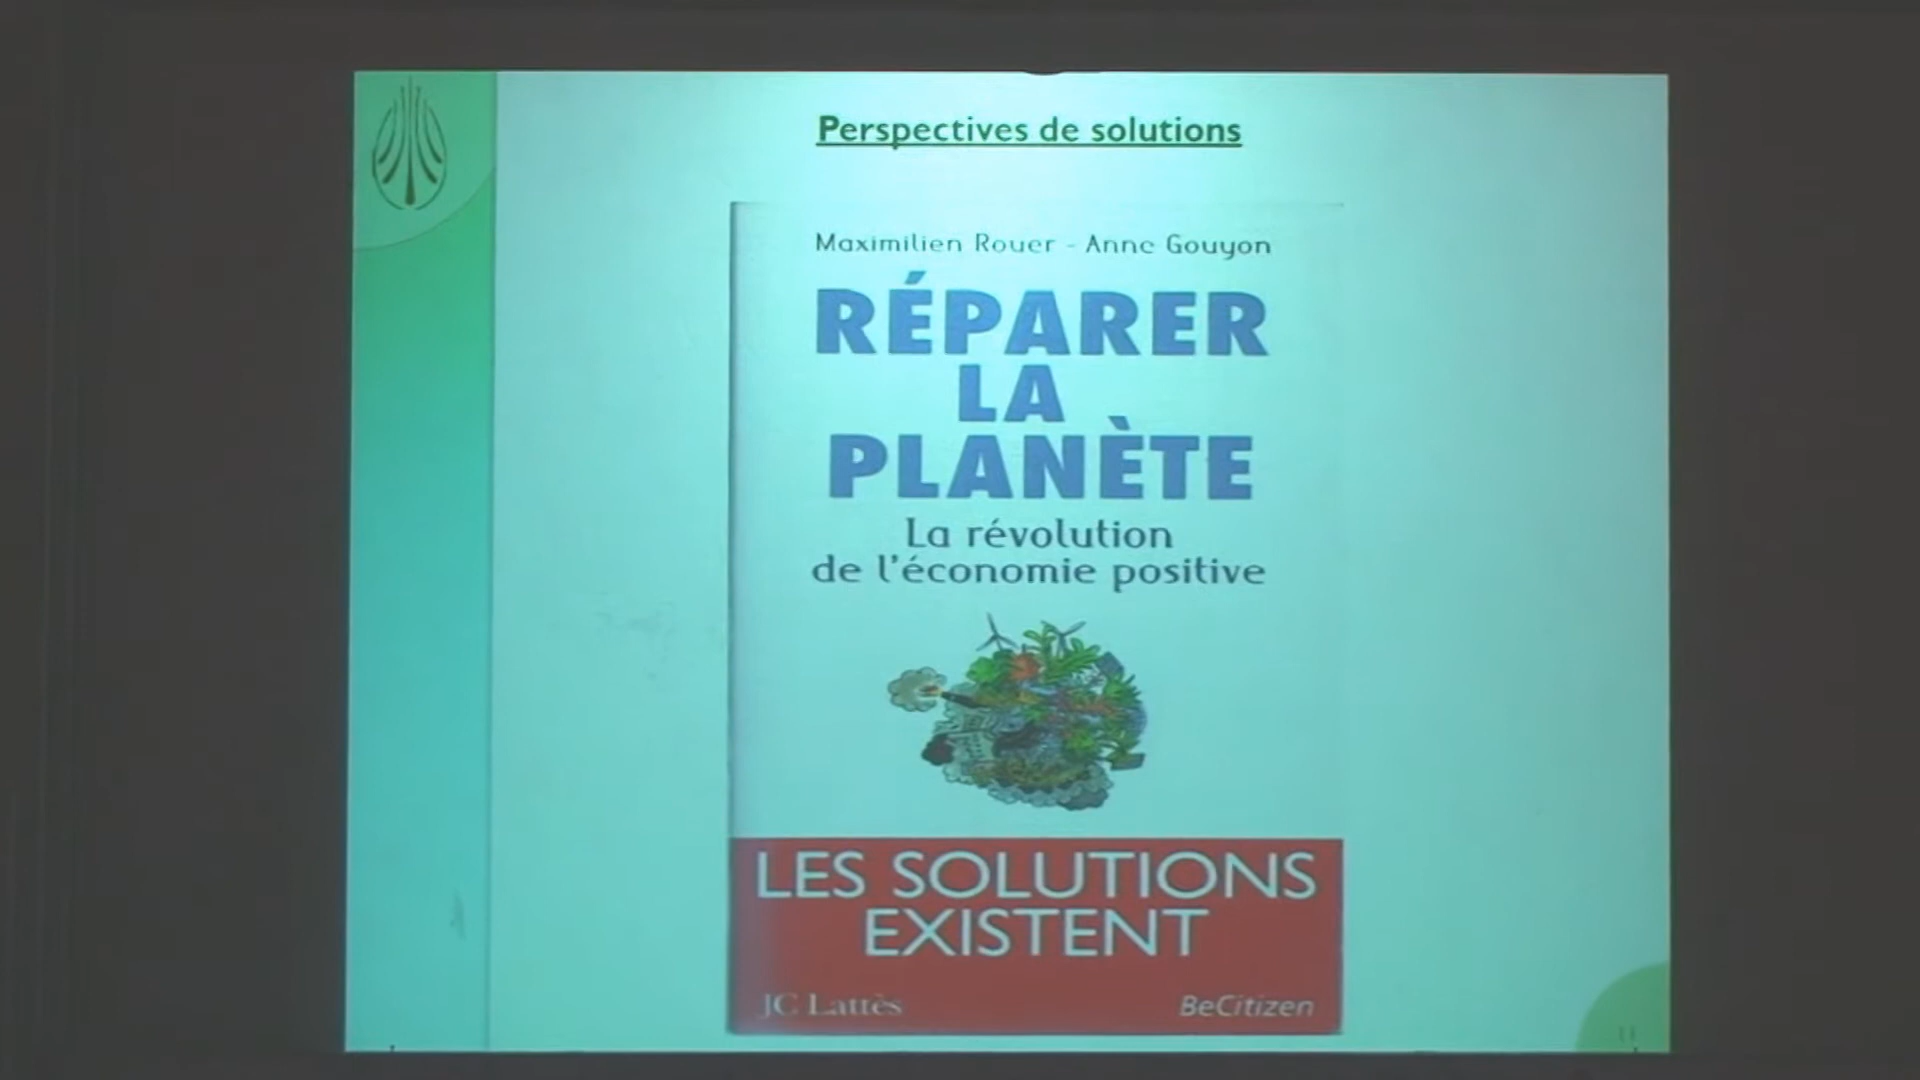 Perspectives de solutions
Maximilien Rouer - Anne Gouyon
RÉPARER
LA
PLANÈTE
La révolution
de l'économie positive
LES SOLUTIONS
EXISTENT
JC Lattès
BeCitizen
11